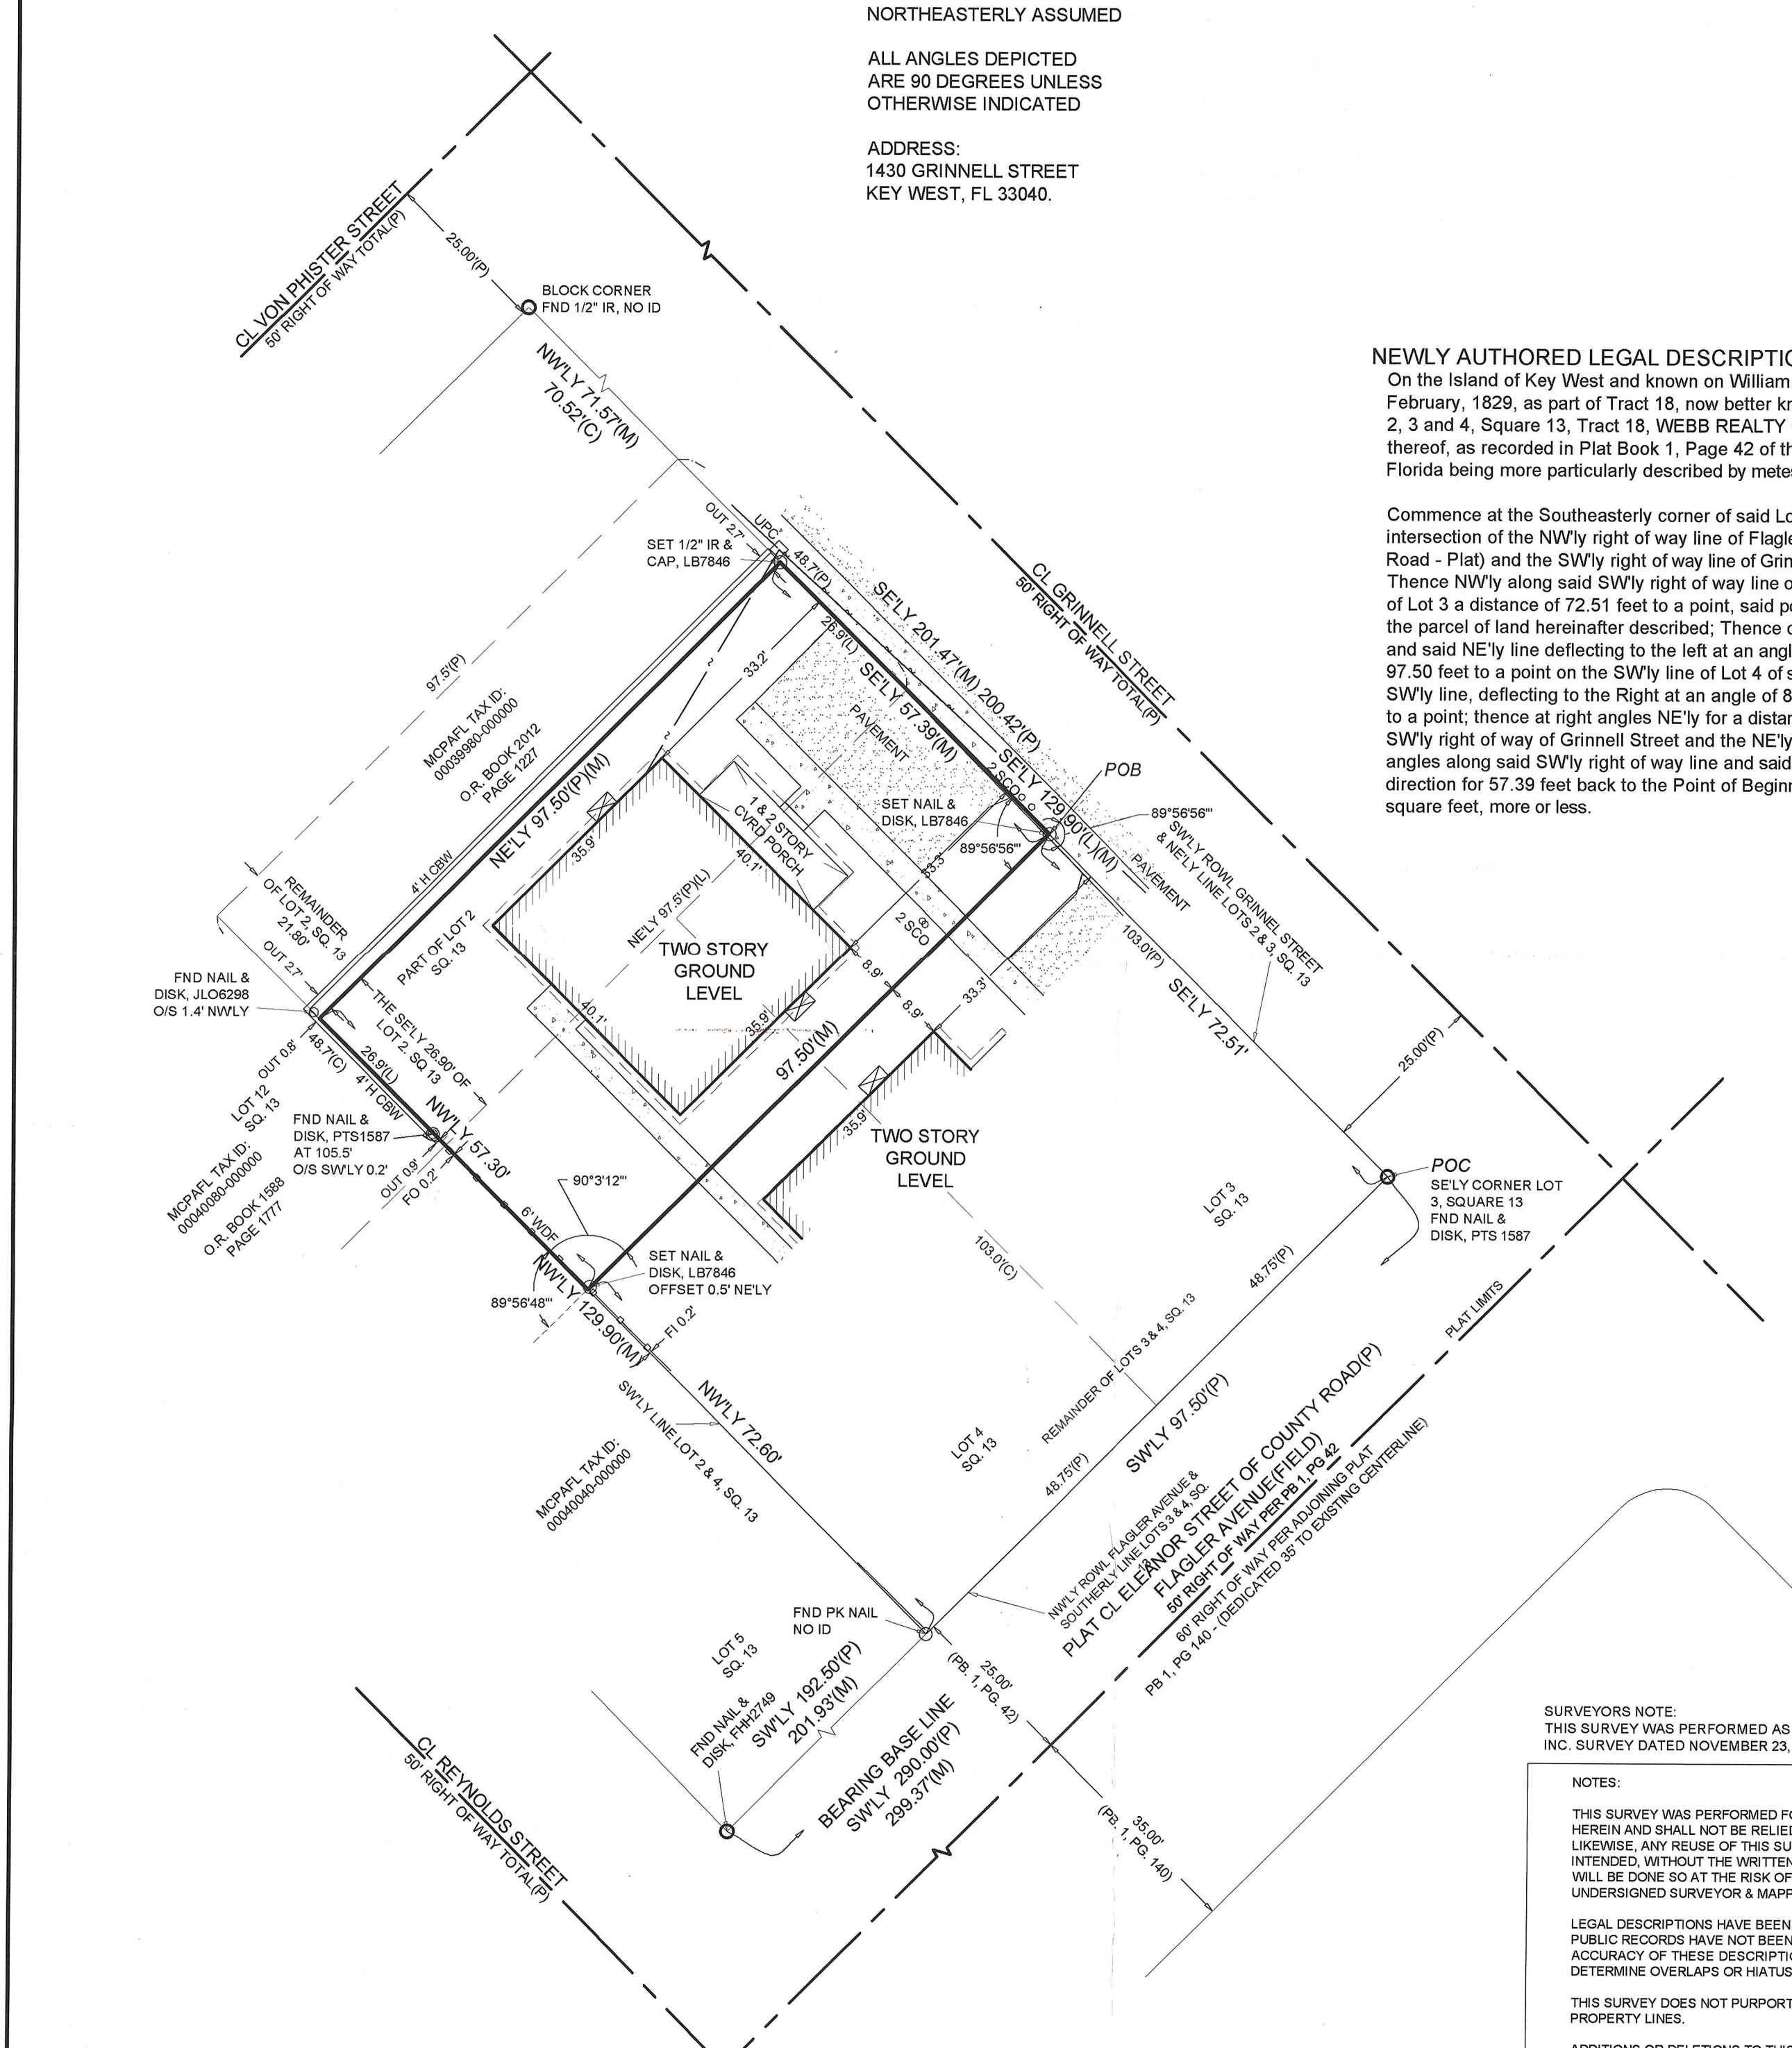 NORTHEASTERLY ASSUMED
ALL ANGLES DEPICTED
ARE 90 DEGREES UNLESS
OTHERWISE INDICATED
ADDRESS:
1430 GRINNELL STREET
KEY WEST, FL 33040.
CL VON PHISTER STREET
50' RIGHT OF WAY TOTAL(P)
25.00'(P)
BLOCK CORNER
FND 1/2" IR, NO ID
NW'LY 71.57'(M)
70.52'(C)
NEWLY AUTHORED LEGAL DESCRIPTIO
On the Island of Key West and known on William
February, 1829, as part of Tract 18, now better kn
2, 3 and 4, Square 13, Tract 18, WEBB REALTY
thereof, as recorded in Plat Book 1, Page 42 of th
Florida being more particularly described by metes
Commence at the Southeasterly corner of said Lo
intersection of the NW'ly right of way line of Flagle
Road - Plat) and the SW'ly right of way line of Grin
Thence NW'ly along said SW'ly right of way line o
of Lot 3 a distance of 72.51 feet to a point, said po
the parcel of land hereinafter described; Thence c
and said NE'ly line deflecting to the left at an angl
97.50 feet to a point on the SW'ly line of Lot 4 of s
SW'ly line, deflecting to the Right at an angle of 8
to a point; thence at right angles NE'ly for a distan
SW'ly right of way of Grinnell Street and the NE'ly
angles along said SW'ly right of way line and said
direction for 57.39 feet back to the Point of Beginn
square feet, more or less.
OUT 2.7'
UPC
SET 1/2" IR &
CAP, LB7846
48.7'(P)
SE'LY 201.47'(M) 200.42'(P)
CL GRINNELL STREET
50' RIGHT OF WAY TOTAL(P)
26.9'(L)
33.2'
SE'LY 57.39'(M)
PAVEMENT
97.5'(P)
MCPAFL TAX ID:
00039980-000000
O.R. BOOK 2012
PAGE 1227
NE'LY 97.50'(P)(M)
4' H CBW
35.9'
1 & 2 STORY
CVRD PORCH
40.1'
SE'LY 129.90'(L)(M)
2 SCO
POB
SET NAIL &
DISK, LB7846
89°56'56"'
89°56'56"'
33.3'
PAVEMENT
SW'LY ROWL GRINNEL STREET
& NE'LY LINE LOTS 2 & 3, SQ. 13
REMAINDER
OF LOT 2, SQ. 13
21.80'
PART OF LOT 2
SQ. 13
NE'LY 97.5'(P)(L)
TWO STORY
GROUND
LEVEL
2 SCO
103.0'(P)
SE'LY 72.51'
OUT 2.7'
FND NAIL &
DISK, JLO6298
O/S 1.4' NW'LY
THE SE'LY 26.90' OF
LOT 2. SQ 13
8.9'
40.1'
35.9'
8.9'
33.3'
97.50'(M)
25.00'(P)
OUT 0.8'
48.7'(C)
26.9'(L)
4' H CBW
LOT 12
SQ. 13
NW'LY 57.30'
FND NAIL &
DISK, PTS1587
AT 105.5'
O/S SW'LY 0.2'
MCPAFL TAX ID:
00040080-000000
O.R. BOOK 1588
PAGE 1777
OUT 0.9'
FO 0.2'
35.9'
TWO STORY
GROUND
LEVEL
POC
SE'LY CORNER LOT
3, SQUARE 13
FND NAIL &
DISK, PTS 1587
90°3'12"'
6' WDF
LOT 3
SQ. 13
103.0'(C)
48.75'(P)
SET NAIL &
DISK, LB7846
OFFSET 0.5' NE'LY
89°56'48"'
NW'LY 129.90'(M)
FI 0.2'
PLAT LIMITS
REMAINDER OF LOTS 3 & 4, SQ. 13
SW'LY LINE LOT 2 & 4, SQ. 13
NW'LY 72.60'
MCPAFL TAX ID:
00040040-000000
LOT 4
SQ. 13
48.75'(P)
SW'LY 97.50'(P)
NW'LY ROWL FLAGLER AVENUE &
SOUTHERLY LINE LOTS 3 & 4, SQ.
13
PLAT CL ELEANOR STREET OF COUNTY ROAD(P)
FLAGLER AVENUE(FIELD)
50' RIGHT OF WAY PER PB 1, PG 42
60' RIGHT OF WAY PER ADJOINING PLAT
PB 1, PG 140 - (DEDICATED 35' TO EXISTING CENTERLINE)
FND PK NAIL
NO ID
LOT 5
SQ. 13
FND NAIL &
DISK, FHH2749
SW'LY 192.50'(P)
201.93'(M)
25.00'
(PB. 1, PG. 42)
BEARING BASE LINE
SW'LY 290.00'(P)
299.37'(M)
35.00'
(PB. 1, PG. 140)
CL REYNOLDS STREET
50' RIGHT OF WAY TOTAL(P)
SURVEYORS NOTE:
THIS SURVEY WAS PERFORMED AS
INC. SURVEY DATED NOVEMBER 23,
NOTES:
THIS SURVEY WAS PERFORMED FO
HEREIN AND SHALL NOT BE RELIED
LIKEWISE, ANY REUSE OF THIS SU
INTENDED, WITHOUT THE WRITTEN
WILL BE DONE SO AT THE RISK OF
UNDERSIGNED SURVEYOR & MAPP
LEGAL DESCRIPTIONS HAVE BEEN
PUBLIC RECORDS HAVE NOT BEEN
ACCURACY OF THESE DESCRIPTIO
DETERMINE OVERLAPS OR HIATUS
THIS SURVEY DOES NOT PURPORT
PROPERTY LINES.